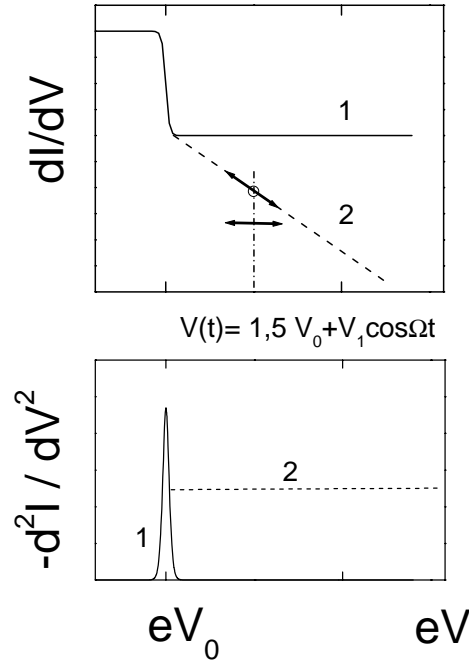 dI/dV
1
2
V(t)= 1,5 V₀+V₁cosΩt
-d²I / dV²
2
1
eV₀
eV